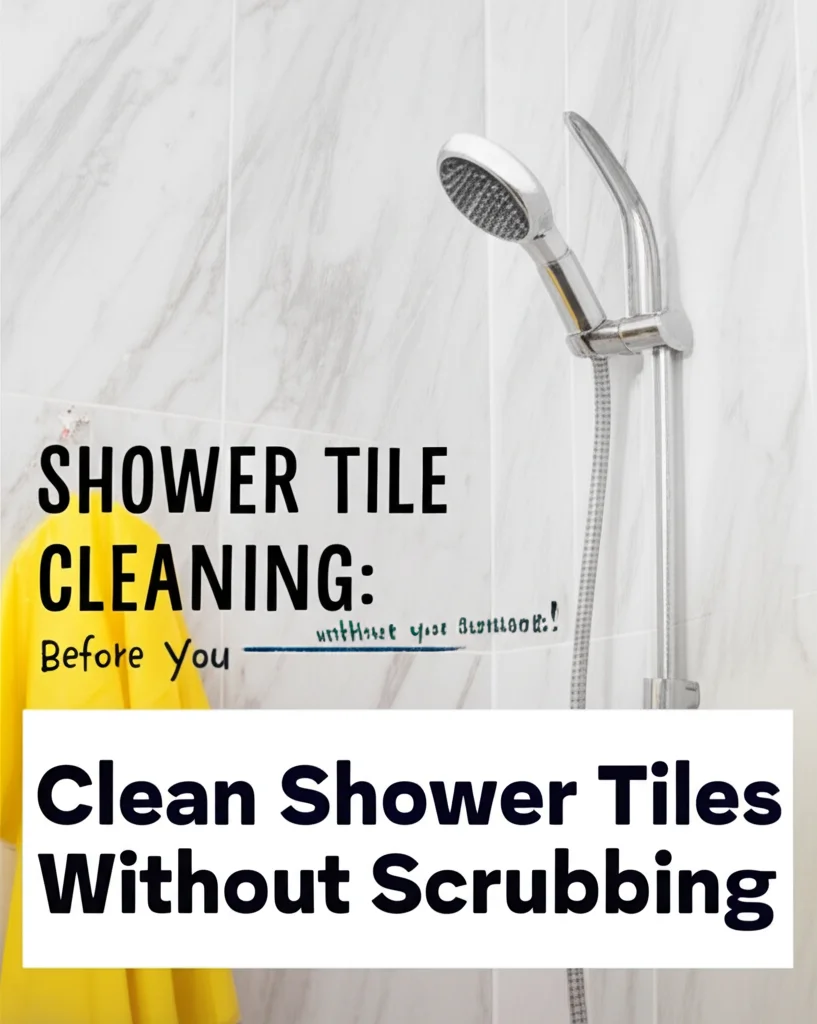 SHOWER TILE
CLEANING:
Before You
Clean Shower Tiles
Without Scrubbing